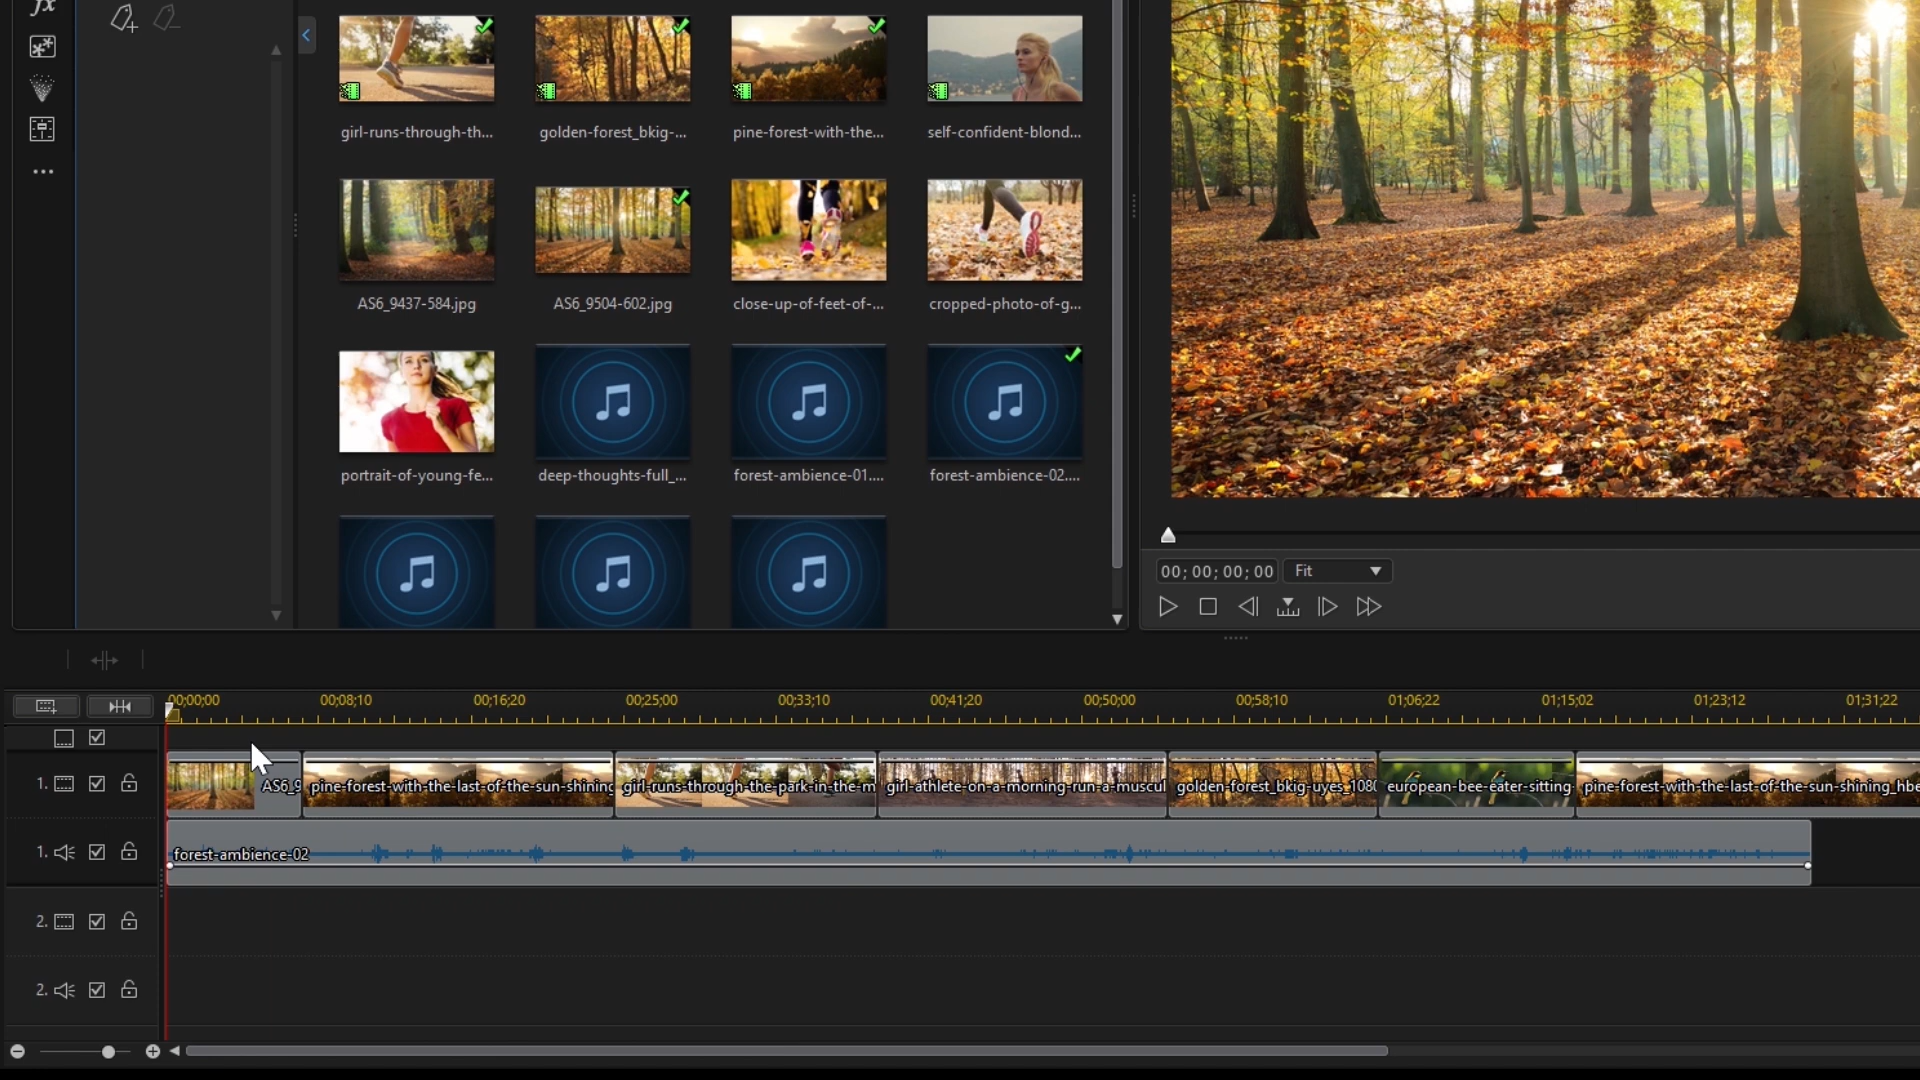 fx
girl-runs-through-th...
golden-forest_bkig-...
pine-forest-with-the...
self-confident-blond...
AS6_9437-584.jpg
AS6_9504-602.jpg
close-up-of-feet-of-...
cropped-photo-of-g...
portrait-of-young-fe...
deep-thoughts-full_...
forest-ambience-01....
forest-ambience-02....
00; 00; 00; 00
Fit
00;00;00
00;08;10
00;16;20
00;25;00
00;33;10
00;41;20
00;50;00
00;58;10
01;06;22
01;15;02
01;23;12
01;31;22
1.
AS6_9
pine-forest-with-the-last-of-the-sun-shining
girl-runs-through-the-park-in-the-m
girl-athlete-on-a-morning-run-a-muscul
golden-forest_bkig-uyes_1080
european-bee-eater-sitting-
pine-forest-with-the-last-of-the-sun-shining_hbe
1.
forest-ambience-02
2.
2.